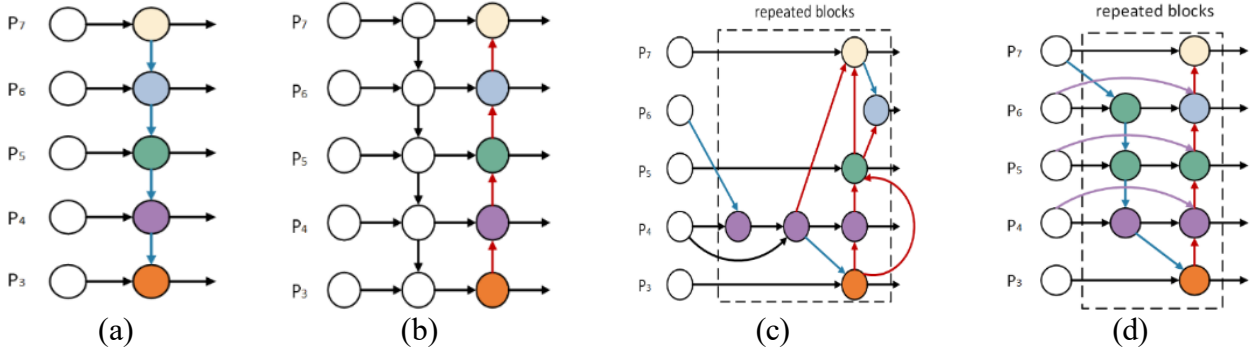 P₇
P₆
P₅
P₄
P₃
(a)
P₇
P₆
P₅
P₄
P₃
(b)
repeated blocks
P₇
P₆
P₅
P₄
P₃
(c)
repeated blocks
P₇
P₆
P₅
P₄
P₃
(d)